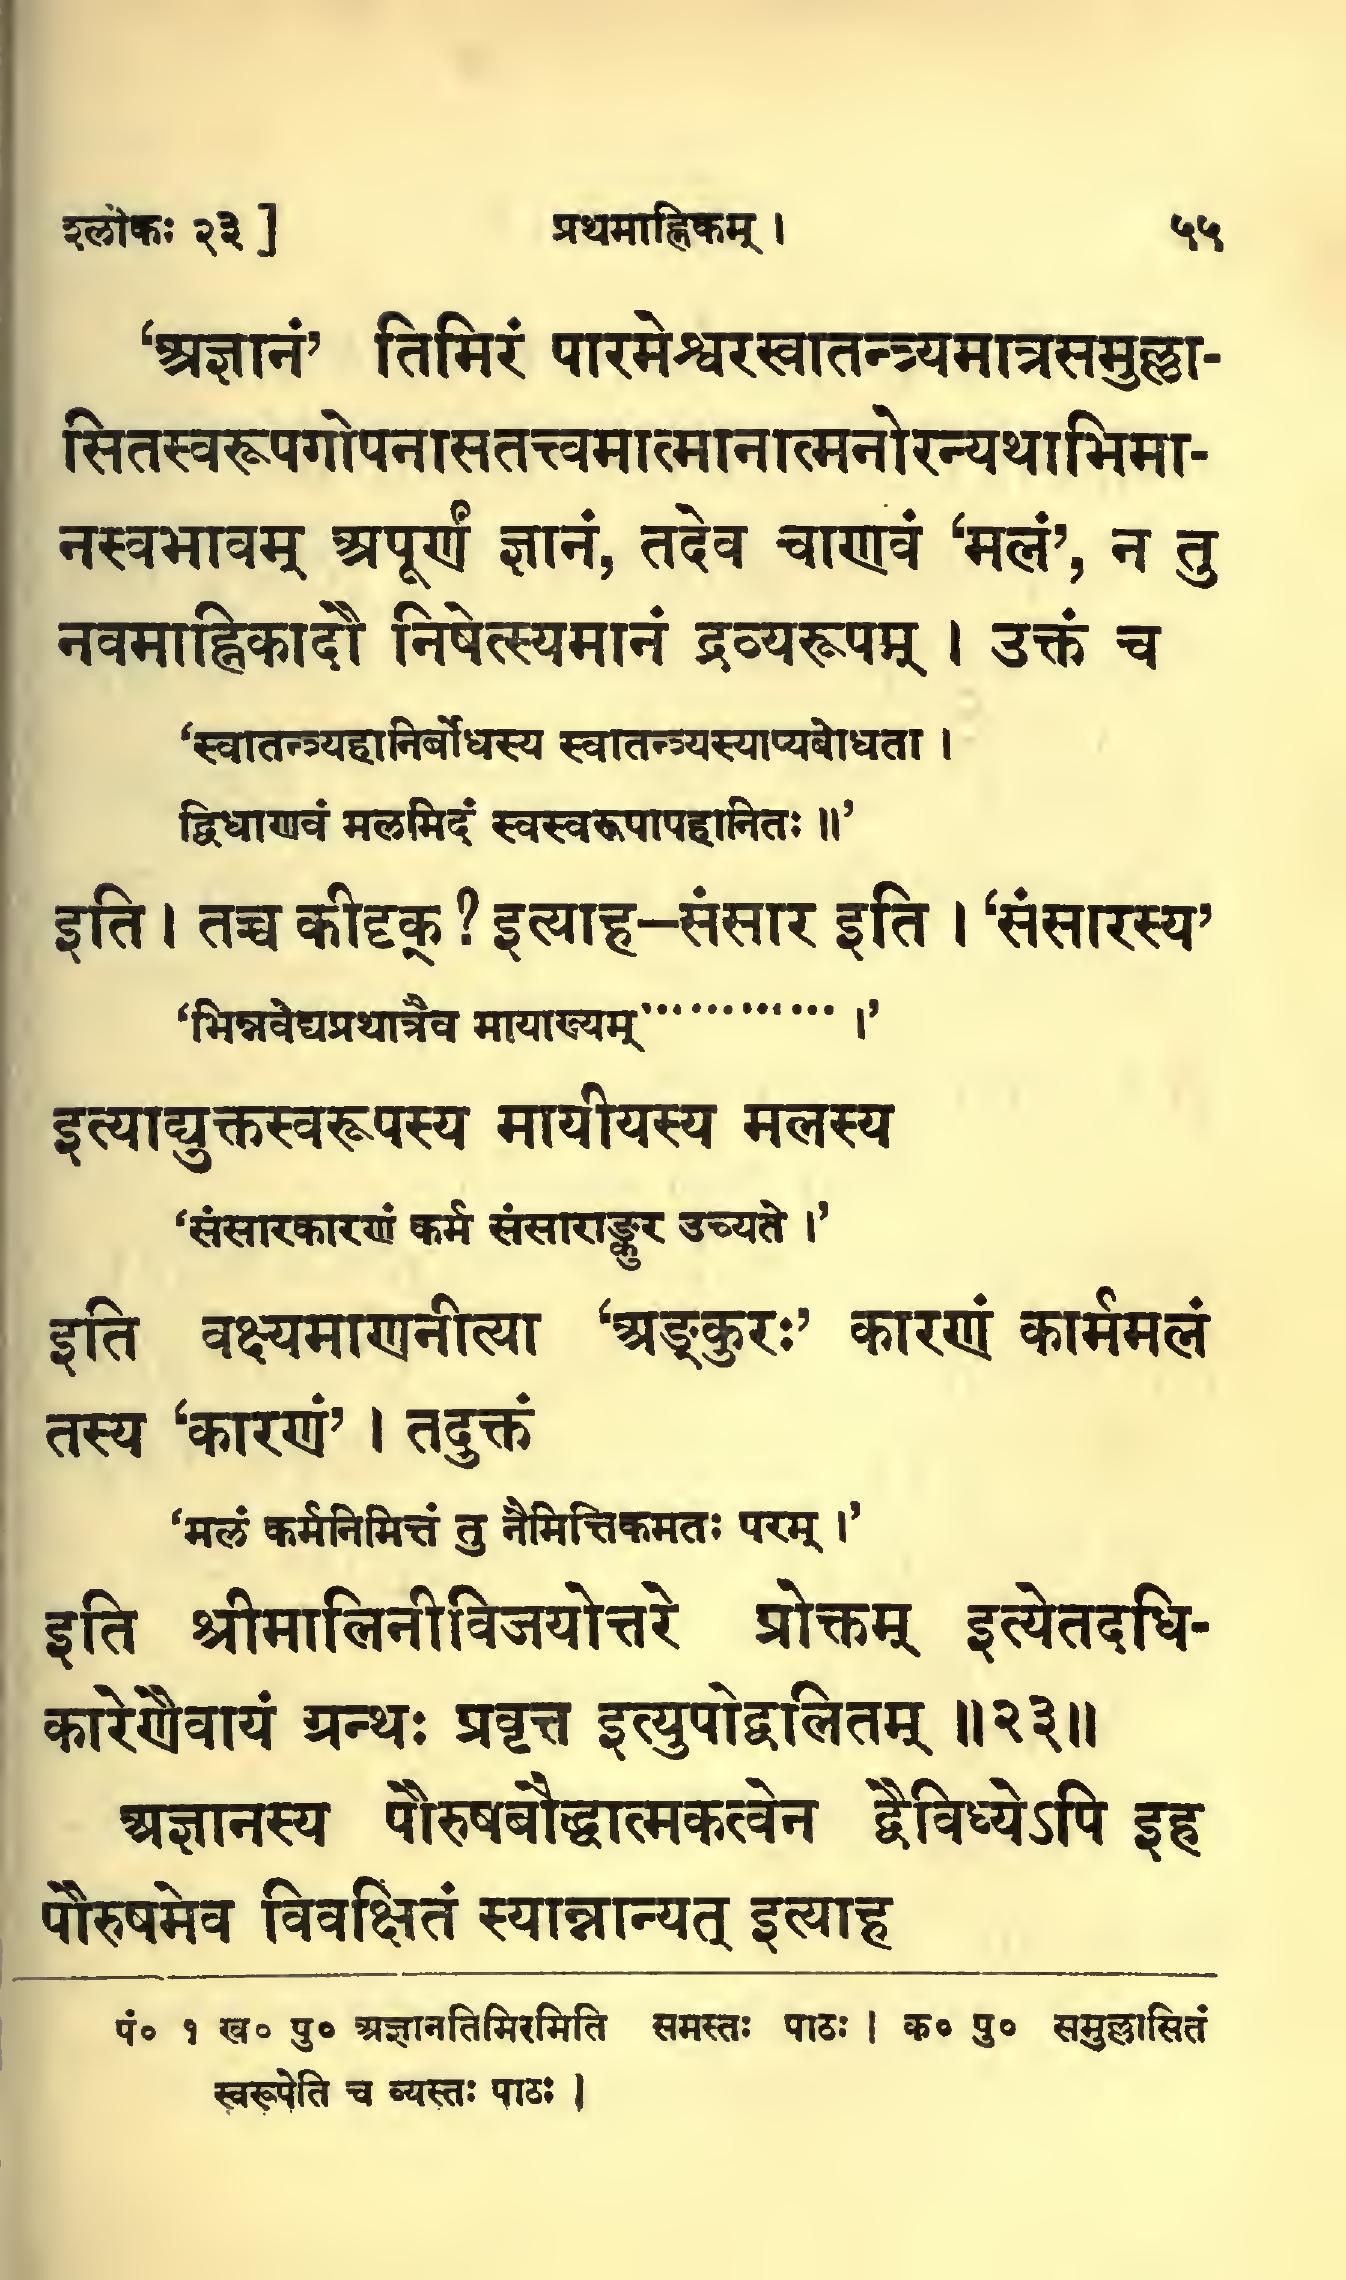 श्लोकः २३ ]
प्रथमाह्निकम् ।
५५
‘अज्ञानं’ तिमिरं पारमेश्वरस्वातन्त्र्यमात्रसमुल्ला-
सितस्वरूपगोपनासतत्त्वमात्मानात्मनोरन्यथाभिमा-
नस्वभावम् अपूर्णं ज्ञानं, तदेव चाणवं ‘मलं’, न तु
नवमाह्निकादौ निषेत्स्यमानं द्रव्यरूपम् । उक्तं च
‘स्वातन्त्र्यहानिर्बोधस्य स्वातन्त्र्यस्याप्यबोधता ।
द्विधाणवं मलमिदं स्वस्वरूपापहानितः ॥’
इति । तच्च कीदृक् ? इत्याह—संसार इति । ‘संसारस्य’
‘भिन्नवेद्यप्रथात्रैव मायाख्यम्············ ।’
इत्याद्युक्तस्वरूपस्य मायीयस्य मलस्य
‘संसारकारणं कर्म संसाराङ्कुर उच्यते ।’
इति वक्ष्यमाणनीत्या ‘अङ्कुरः’ कारणं कार्ममलं
तस्य ‘कारणं’ । तदुक्तं
‘मलं कर्मनिमित्तं तु नैमित्तिकमतः परम् ।’
इति श्रीमालिनीविजयोत्तरे प्रोक्तम् इत्येतदधि-
कारेणैवायं ग्रन्थः प्रवृत्त इत्युपोद्वलितम् ॥२३॥
अज्ञानस्य पौरुषबौद्धात्मकत्वेन द्वैविध्येऽपि इह
पौरुषमेव विवक्षितं स्यान्नान्यत् इत्याह
पं० १ ख० पु० अज्ञानतिमिरमिति समस्तः पाठः । क० पु० समुल्लासितं
स्वरूपेति च व्यस्तः पाठः ।